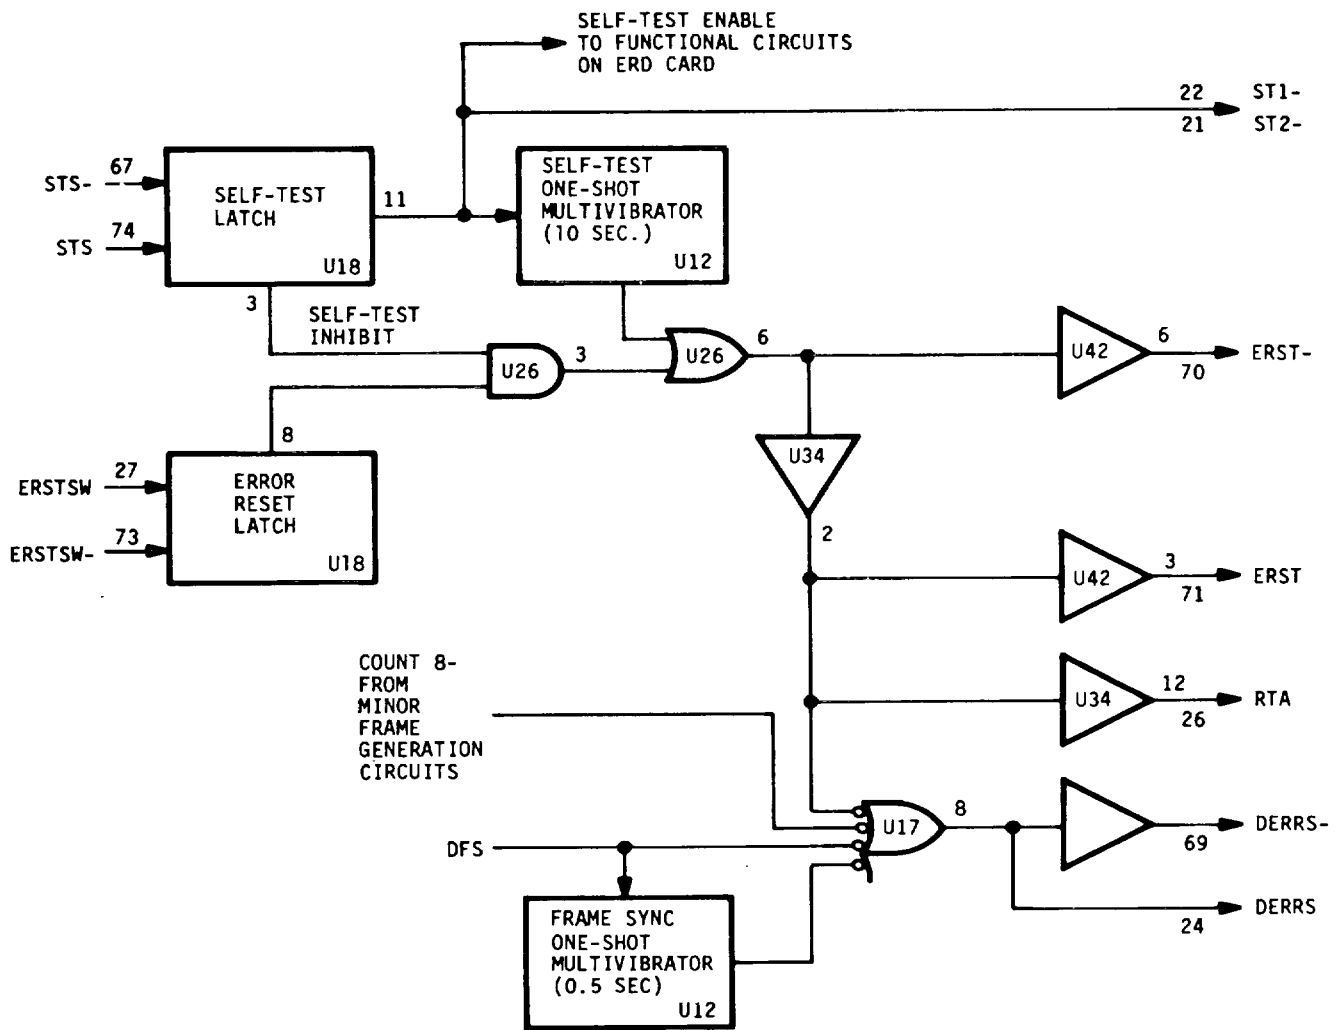 SELF-TEST ENABLE
TO FUNCTIONAL CIRCUITS
ON ERD CARD
22
ST1-
21
ST2-
STS-
67
STS
74
SELF-TEST
LATCH
U18
11
3
SELF-TEST
ONE-SHOT
MULTIVIBRATOR
(10 SEC.)
U12
SELF-TEST
INHIBIT
U26
3
U26
6
U42
6
70
ERST-
8
ERSTSW
27
ERSTSW-
73
ERROR
RESET
LATCH
U18
U34
2
U42
3
71
ERST
COUNT 8-
FROM
MINOR
FRAME
GENERATION
CIRCUITS
U34
12
26
RTA
U17
8
69
DERRS-
DFS
24
DERRS
FRAME SYNC
ONE-SHOT
MULTIVIBRATOR
(0.5 SEC)
U12